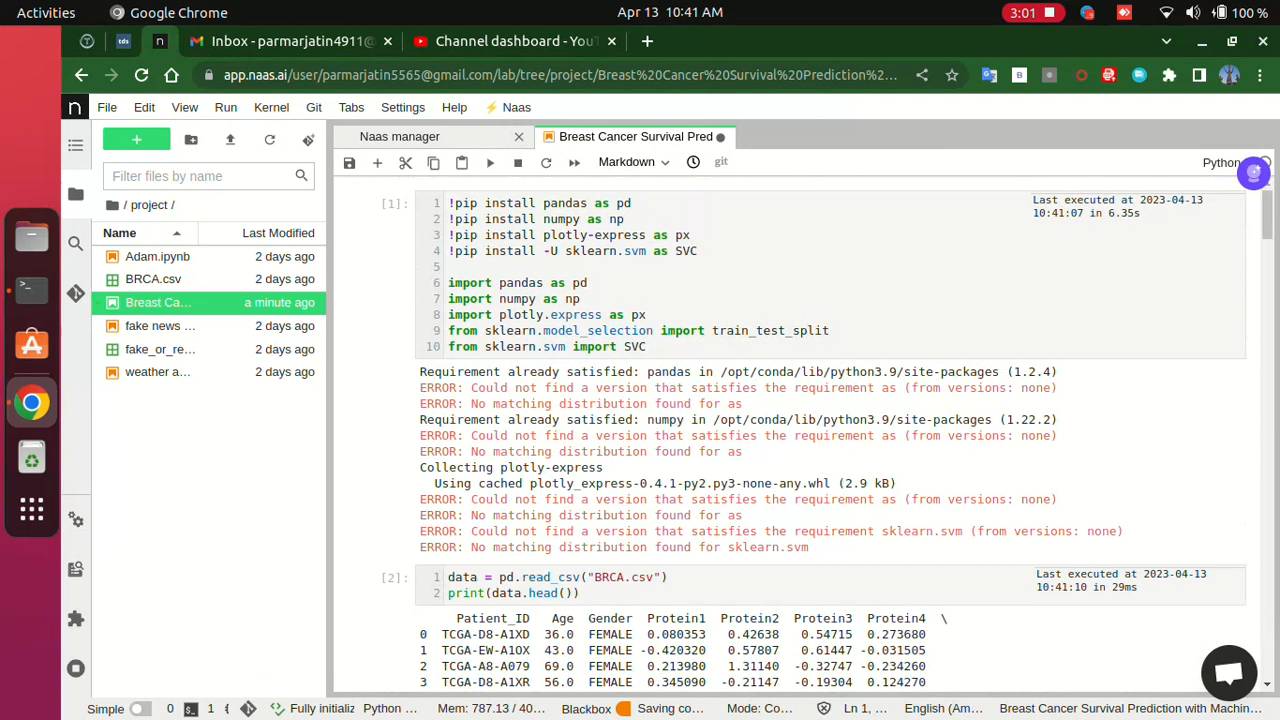 Activities Google Chrome Apr 13 10:41 AM 3:01 100 %
tds n Inbox - parmarjatin4911@ Channel dashboard - You
app.naas.ai/user/parmarjatin5565@gmail.com/lab/tree/project/Breast%20Cancer%20Survival%20Prediction%2...
n File Edit View Run Kernel Git Tabs Settings Help ⚡ Naas
+
Filter files by name
/ project /
Name Last Modified
Adam.ipynb 2 days ago
BRCA.csv 2 days ago
Breast Ca... a minute ago
fake news ... 2 days ago
fake_or_re... 2 days ago
weather a... 2 days ago
Naas manager Breast Cancer Survival Pred
Markdown git Python
[1]:
1 !pip install pandas as pd
2 !pip install numpy as np
3 !pip install plotly-express as px
4 !pip install -U sklearn.svm as SVC
5
6 import pandas as pd
7 import numpy as np
8 import plotly.express as px
9 from sklearn.model_selection import train_test_split
10 from sklearn.svm import SVC
Last executed at 2023-04-13
10:41:07 in 6.35s
Requirement already satisfied: pandas in /opt/conda/lib/python3.9/site-packages (1.2.4)
ERROR: Could not find a version that satisfies the requirement as (from versions: none)
ERROR: No matching distribution found for as
Requirement already satisfied: numpy in /opt/conda/lib/python3.9/site-packages (1.22.2)
ERROR: Could not find a version that satisfies the requirement as (from versions: none)
ERROR: No matching distribution found for as
Collecting plotly-express
Using cached plotly_express-0.4.1-py2.py3-none-any.whl (2.9 kB)
ERROR: Could not find a version that satisfies the requirement as (from versions: none)
ERROR: No matching distribution found for as
ERROR: Could not find a version that satisfies the requirement sklearn.svm (from versions: none)
ERROR: No matching distribution found for sklearn.svm
[2]:
1 data = pd.read_csv("BRCA.csv")
2 print(data.head())
Last executed at 2023-04-13
10:41:10 in 29ms
Patient_ID Age Gender Protein1 Protein2 Protein3 Protein4 \
0 TCGA-D8-A1XD 36.0 FEMALE 0.080353 0.42638 0.54715 0.273680
1 TCGA-EW-A1OX 43.0 FEMALE -0.420320 0.57807 0.61447 -0.031505
2 TCGA-A8-A079 69.0 FEMALE 0.213980 1.31140 -0.32747 -0.234260
3 TCGA-D8-A1XR 56.0 FEMALE 0.345090 -0.21147 -0.19304 0.124270
Simple 0 1 Fully initializ Python ... Mem: 787.13 / 40... Blackbox Saving co... Mode: Co... Ln 1, ... English (Am... Breast Cancer Survival Prediction with Machin...